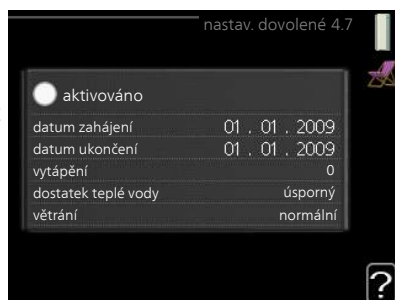 nastav. dovolené 4.7
aktivováno
datum zahájení 01 . 01 . 2009
datum ukončení 01 . 01 . 2009
vytápění 0
dostatek teplé vody úsporný
větrání normální
?